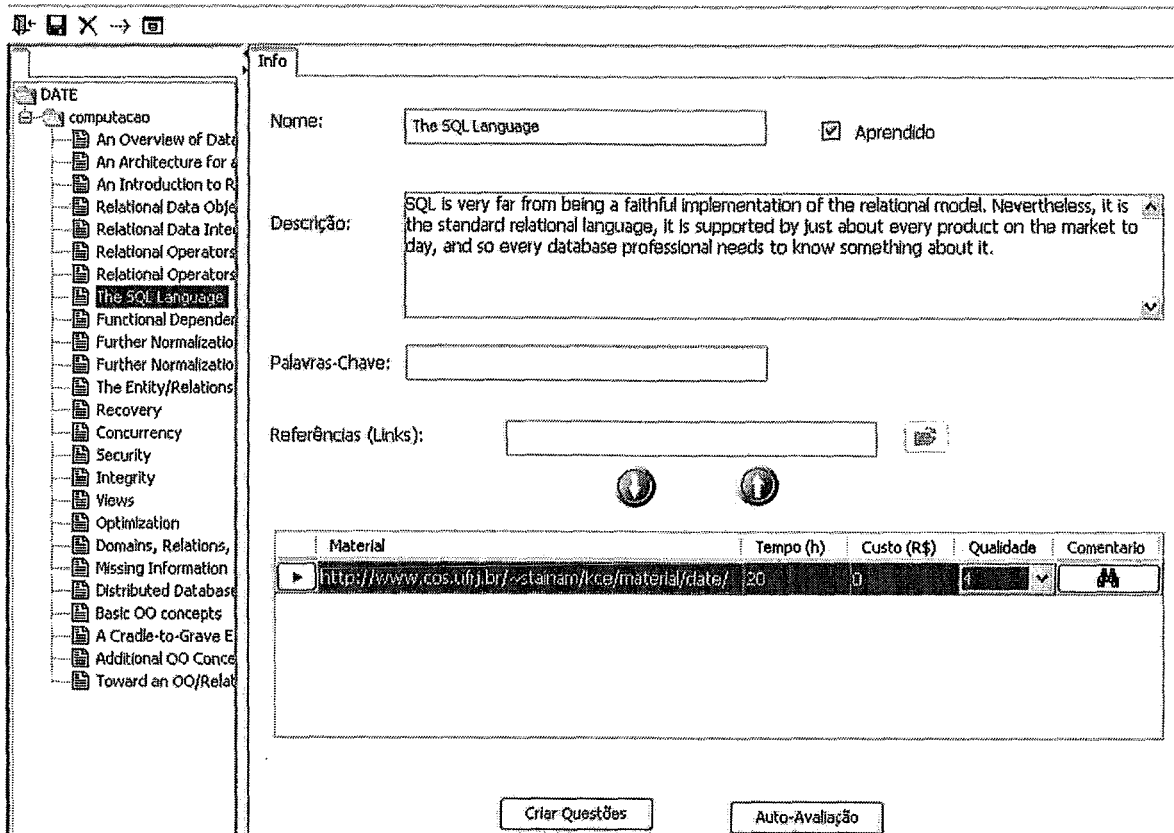 DATE
computacao
An Overview of Data
An Architecture for a
An Introduction to R
Relational Data Obje
Relational Data Inte
Relational Operators
Relational Operators
The SQL Language
Functional Depender
Further Normalizatio
Further Normalizatio
The Entity/Relations
Recovery
Concurrency
Security
Integrity
Views
Optimization
Domains, Relations,
Missing Information
Distributed Database
Basic OO concepts
A Cradle-to-Grave E
Additional OO Conce
Toward an OO/Relat
Info
Nome: The SQL Language Aprendido
Descrição:
SQL is very far from being a faithful implementation of the relational model. Nevertheless, it is
the standard relational language, it is supported by just about every product on the market to
day, and so every database professional needs to know something about it.
Palavras-Chave:
Referências (Links):
Material Tempo (h) Custo (R$) Qualidade Comentario
http://www.cos.ufrj.br/~stainam/kce/material/date/ 20 0 4
Criar Questões Auto-Avaliação